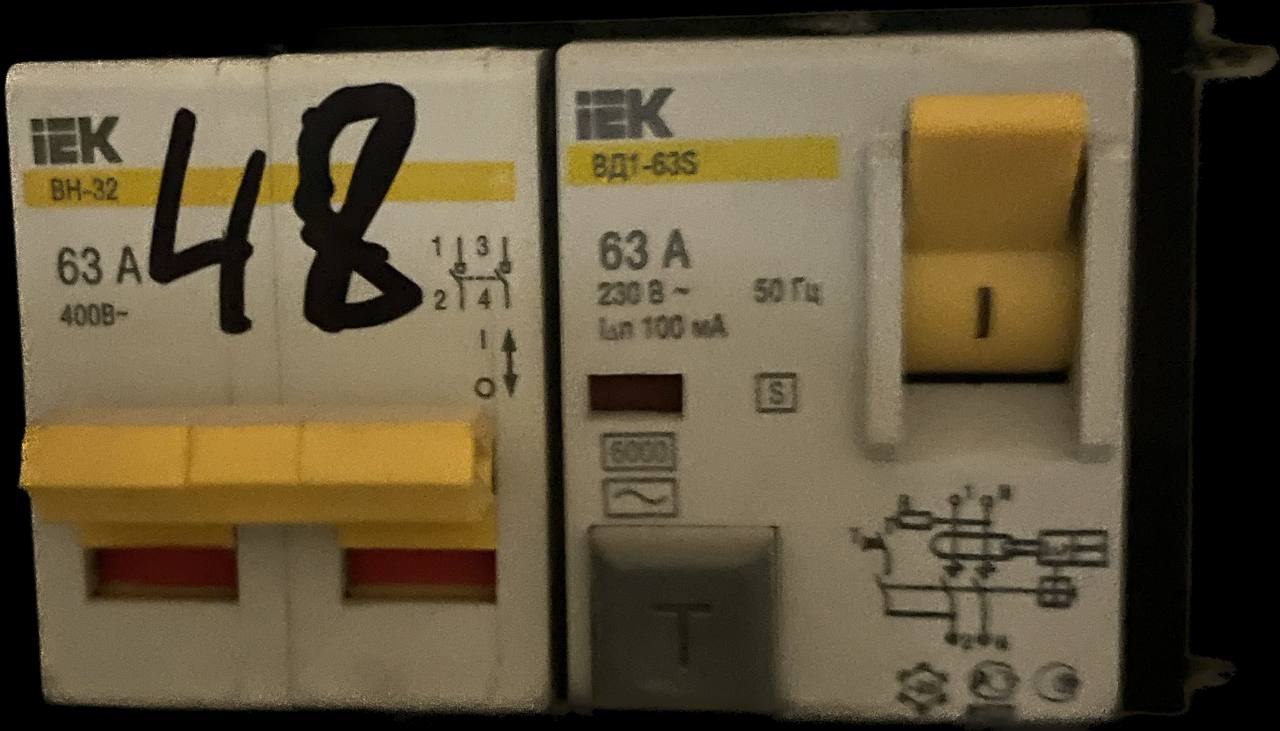 IEK
ВН-32
48
63 А
400В~
1 3
2 4
I
O
IEK
ВД1-63S
63 А
230 В ~ 50 Гц
I∆n 100 мА
S
6000
I
T